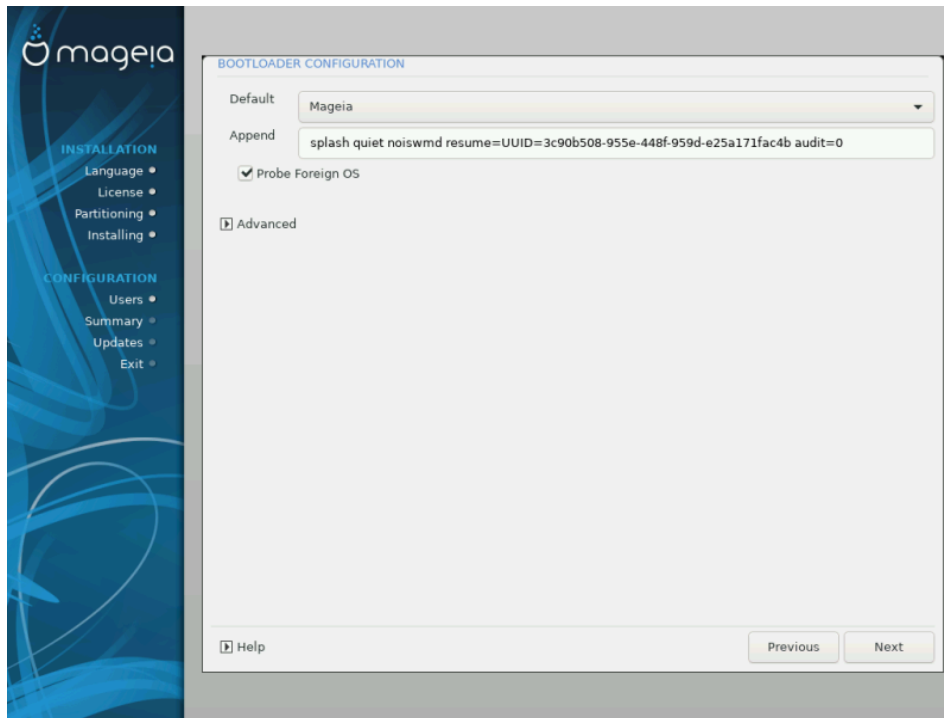 mageia
INSTALLATION
Language
License
Partitioning
Installing
CONFIGURATION
Users
Summary
Updates
Exit
BOOTLOADER CONFIGURATION
Default
Mageia
Append
splash quiet noiswmd resume=UUID=3c90b508-955e-448f-959d-e25a171fac4b audit=0
Probe Foreign OS
Advanced
Help
Previous
Next